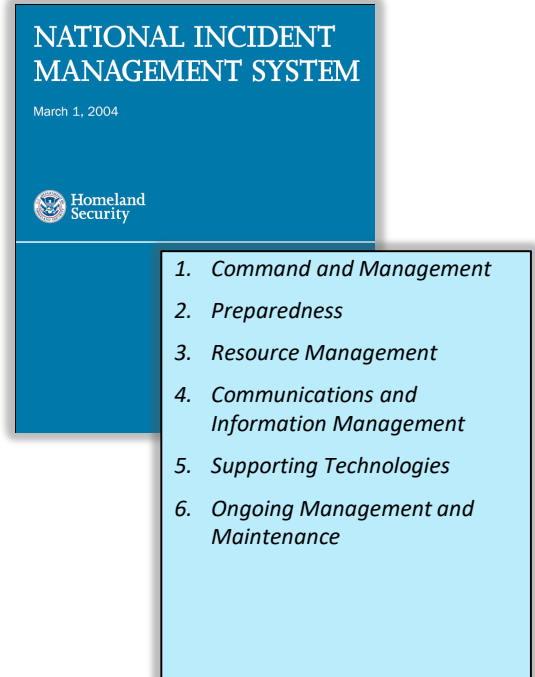 NATIONAL INCIDENT
MANAGEMENT SYSTEM
March 1, 2004
Homeland
Security
1. Command and Management
2. Preparedness
3. Resource Management
4. Communications and
Information Management
5. Supporting Technologies
6. Ongoing Management and
Maintenance